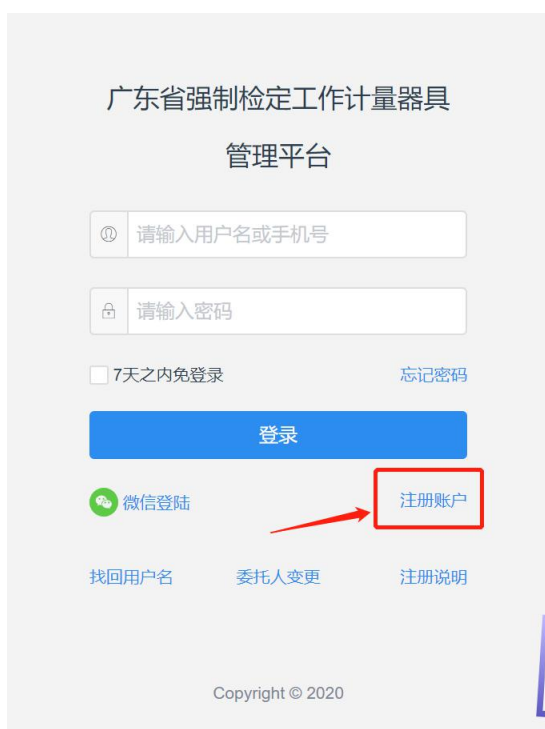 广东省强制检定工作计量器具
管理平台
请输入用户名或手机号
请输入密码
7天之内免登录 忘记密码
登录
微信登陆 注册账户
找回用户名 委托人变更 注册说明
Copyright © 2020